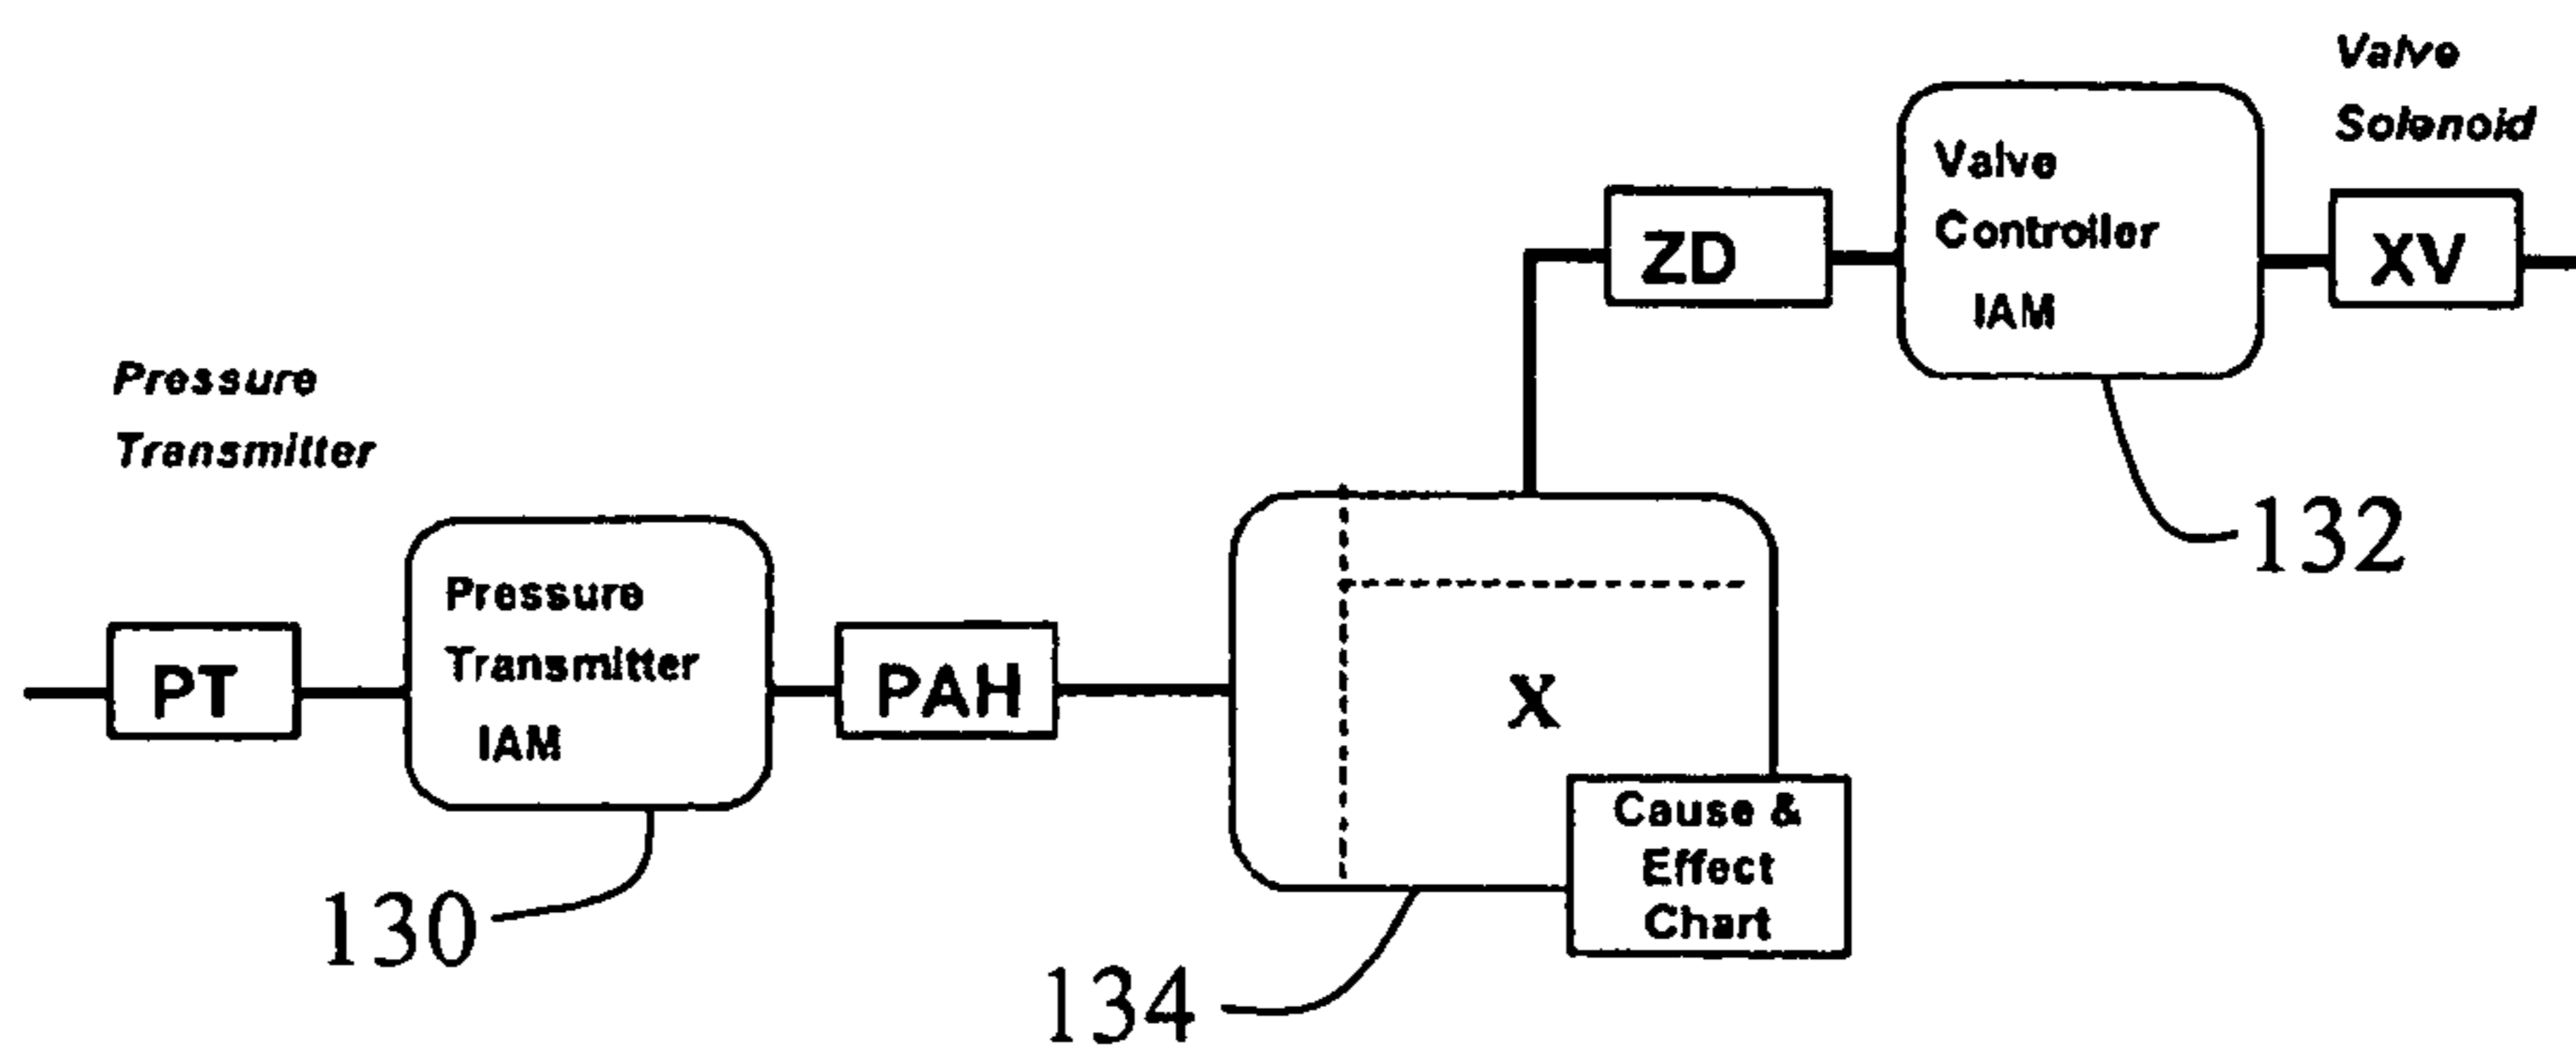 Valve
Solenoid
Valve
Controller
IAM
ZD
XV
132
Pressure
Transmitter
Pressure
Transmitter
IAM
PT
PAH
X
Cause &
Effect
Chart
130
134